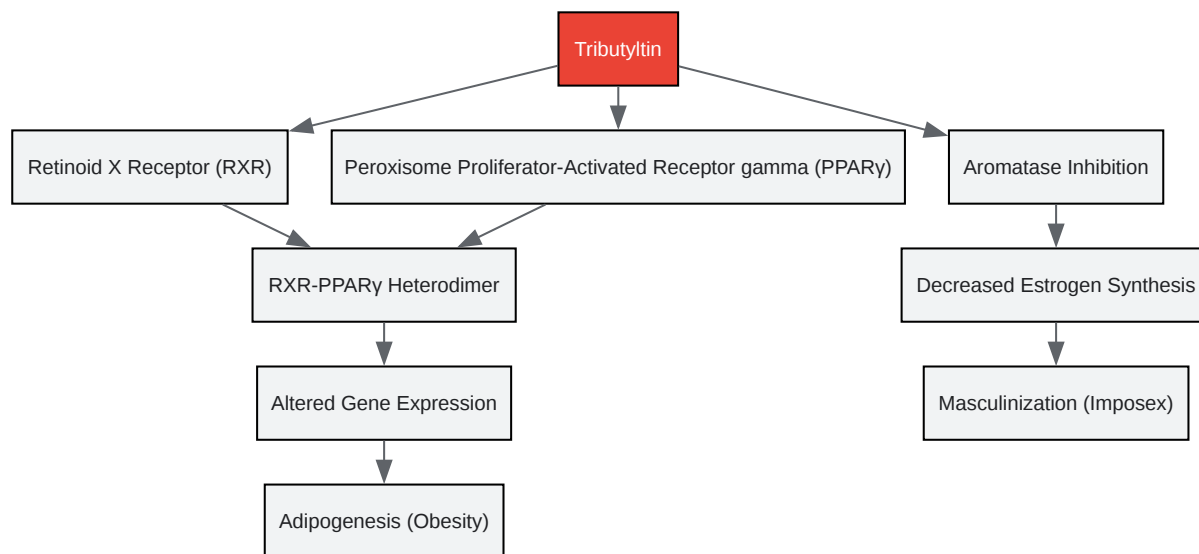 Tributyltin
Retinoid X Receptor (RXR)
Peroxisome Proliferator-Activated Receptor gamma (PPARγ)
Aromatase Inhibition
RXR-PPARγ Heterodimer
Decreased Estrogen Synthesis
Altered Gene Expression
Masculinization (Imposex)
Adipogenesis (Obesity)